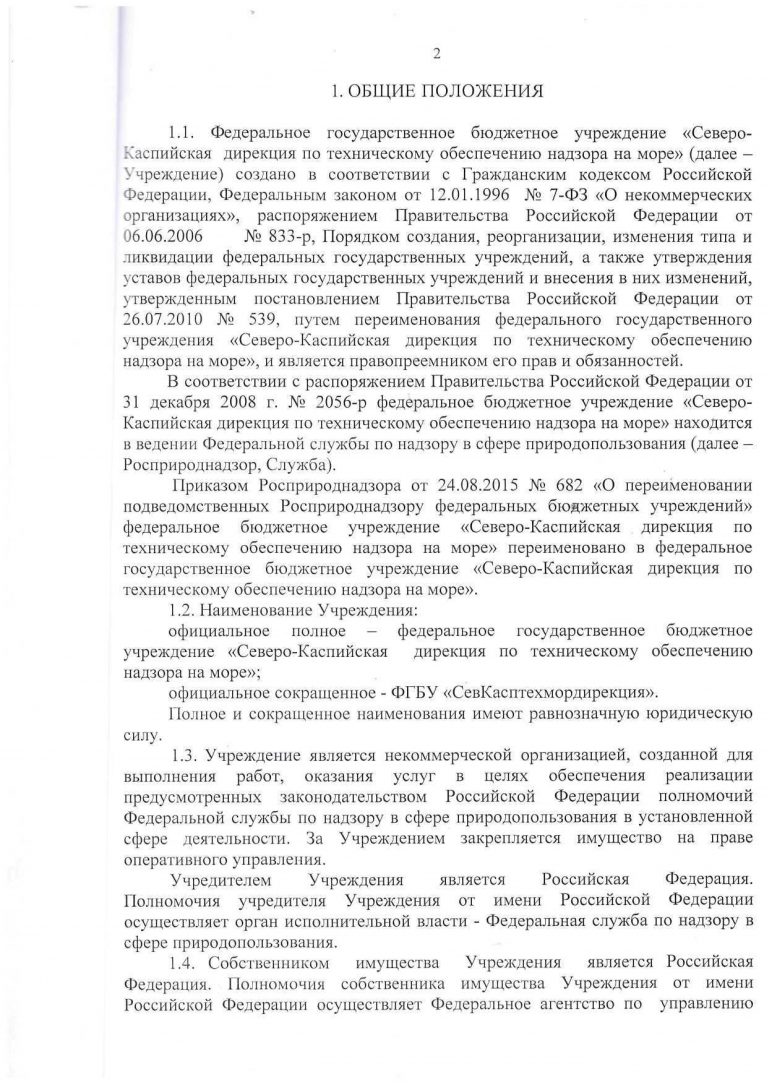 2
1. ОБЩИЕ ПОЛОЖЕНИЯ
1.1. Федеральное государственное бюджетное учреждение «Северо-
Каспийская дирекция по техническому обеспечению надзора на море» (далее –
Учреждение) создано в соответствии с Гражданским кодексом Российской
Федерации, Федеральным законом от 12.01.1996 № 7-ФЗ «О некоммерческих
организациях», распоряжением Правительства Российской Федерации от
06.06.2006 № 833-р, Порядком создания, реорганизации, изменения типа и
ликвидации федеральных государственных учреждений, а также утверждения
уставов федеральных государственных учреждений и внесения в них изменений,
утвержденным постановлением Правительства Российской Федерации от
26.07.2010 № 539, путем переименования федерального государственного
учреждения «Северо-Каспийская дирекция по техническому обеспечению
надзора на море», и является правопреемником его прав и обязанностей.
В соответствии с распоряжением Правительства Российской Федерации от
31 декабря 2008 г. № 2056-р федеральное бюджетное учреждение «Северо-
Каспийская дирекция по техническому обеспечению надзора на море» находится
в ведении Федеральной службы по надзору в сфере природопользования (далее –
Росприроднадзор, Служба).
Приказом Росприроднадзора от 24.08.2015 № 682 «О переименовании
подведомственных Росприроднадзору федеральных бюджетных учреждений»
федеральное бюджетное учреждение «Северо-Каспийская дирекция по
техническому обеспечению надзора на море» переименовано в федеральное
государственное бюджетное учреждение «Северо-Каспийская дирекция по
техническому обеспечению надзора на море».
1.2. Наименование Учреждения:
официальное полное – федеральное государственное бюджетное
учреждение «Северо-Каспийская дирекция по техническому обеспечению
надзора на море»;
официальное сокращенное - ФГБУ «СевКасптехмордирекция».
Полное и сокращенное наименования имеют равнозначную юридическую
силу.
1.3. Учреждение является некоммерческой организацией, созданной для
выполнения работ, оказания услуг в целях обеспечения реализации
предусмотренных законодательством Российской Федерации полномочий
Федеральной службы по надзору в сфере природопользования в установленной
сфере деятельности. За Учреждением закрепляется имущество на праве
оперативного управления.
Учредителем Учреждения является Российская Федерация.
Полномочия учредителя Учреждения от имени Российской Федерации
осуществляет орган исполнительной власти - Федеральная служба по надзору в
сфере природопользования.
1.4. Собственником имущества Учреждения является Российская
Федерация. Полномочия собственника имущества Учреждения от имени
Российской Федерации осуществляет Федеральное агентство по управлению